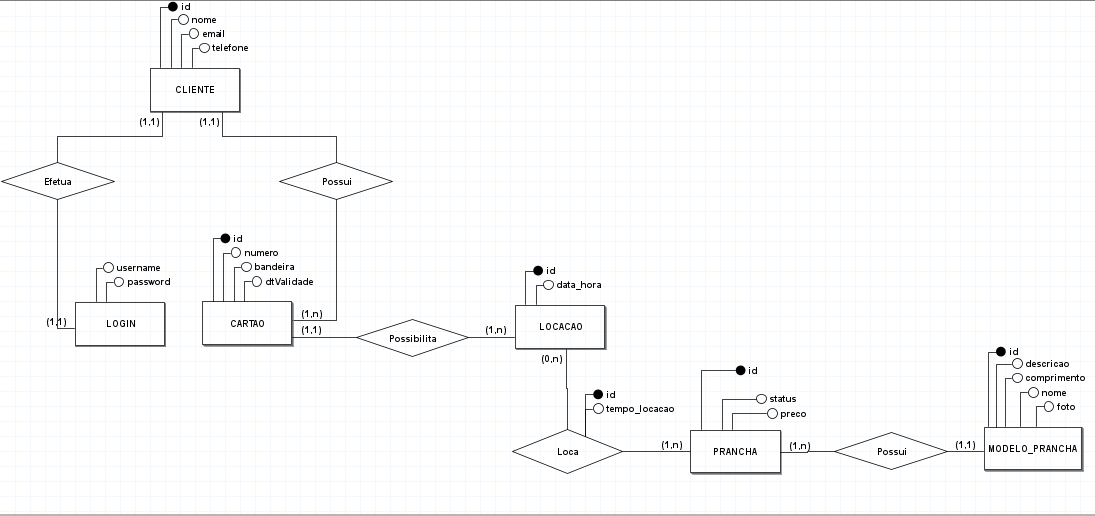 id
nome
email
telefone
CLIENTE
(1,1)
(1,1)
Efetua
Possui
id
numero
bandeira
dtValidade
username
password
(1,1)
LOGIN
CARTAO
(1,n)
(1,1)
Possibilita
(1,n)
id
data_hora
LOCACAO
(0,n)
id
tempo_locacao
Loca
(1,n)
id
status
preco
PRANCHA
(1,n)
Possui
(1,1)
id
descricao
comprimento
nome
foto
MODELO_PRANCHA